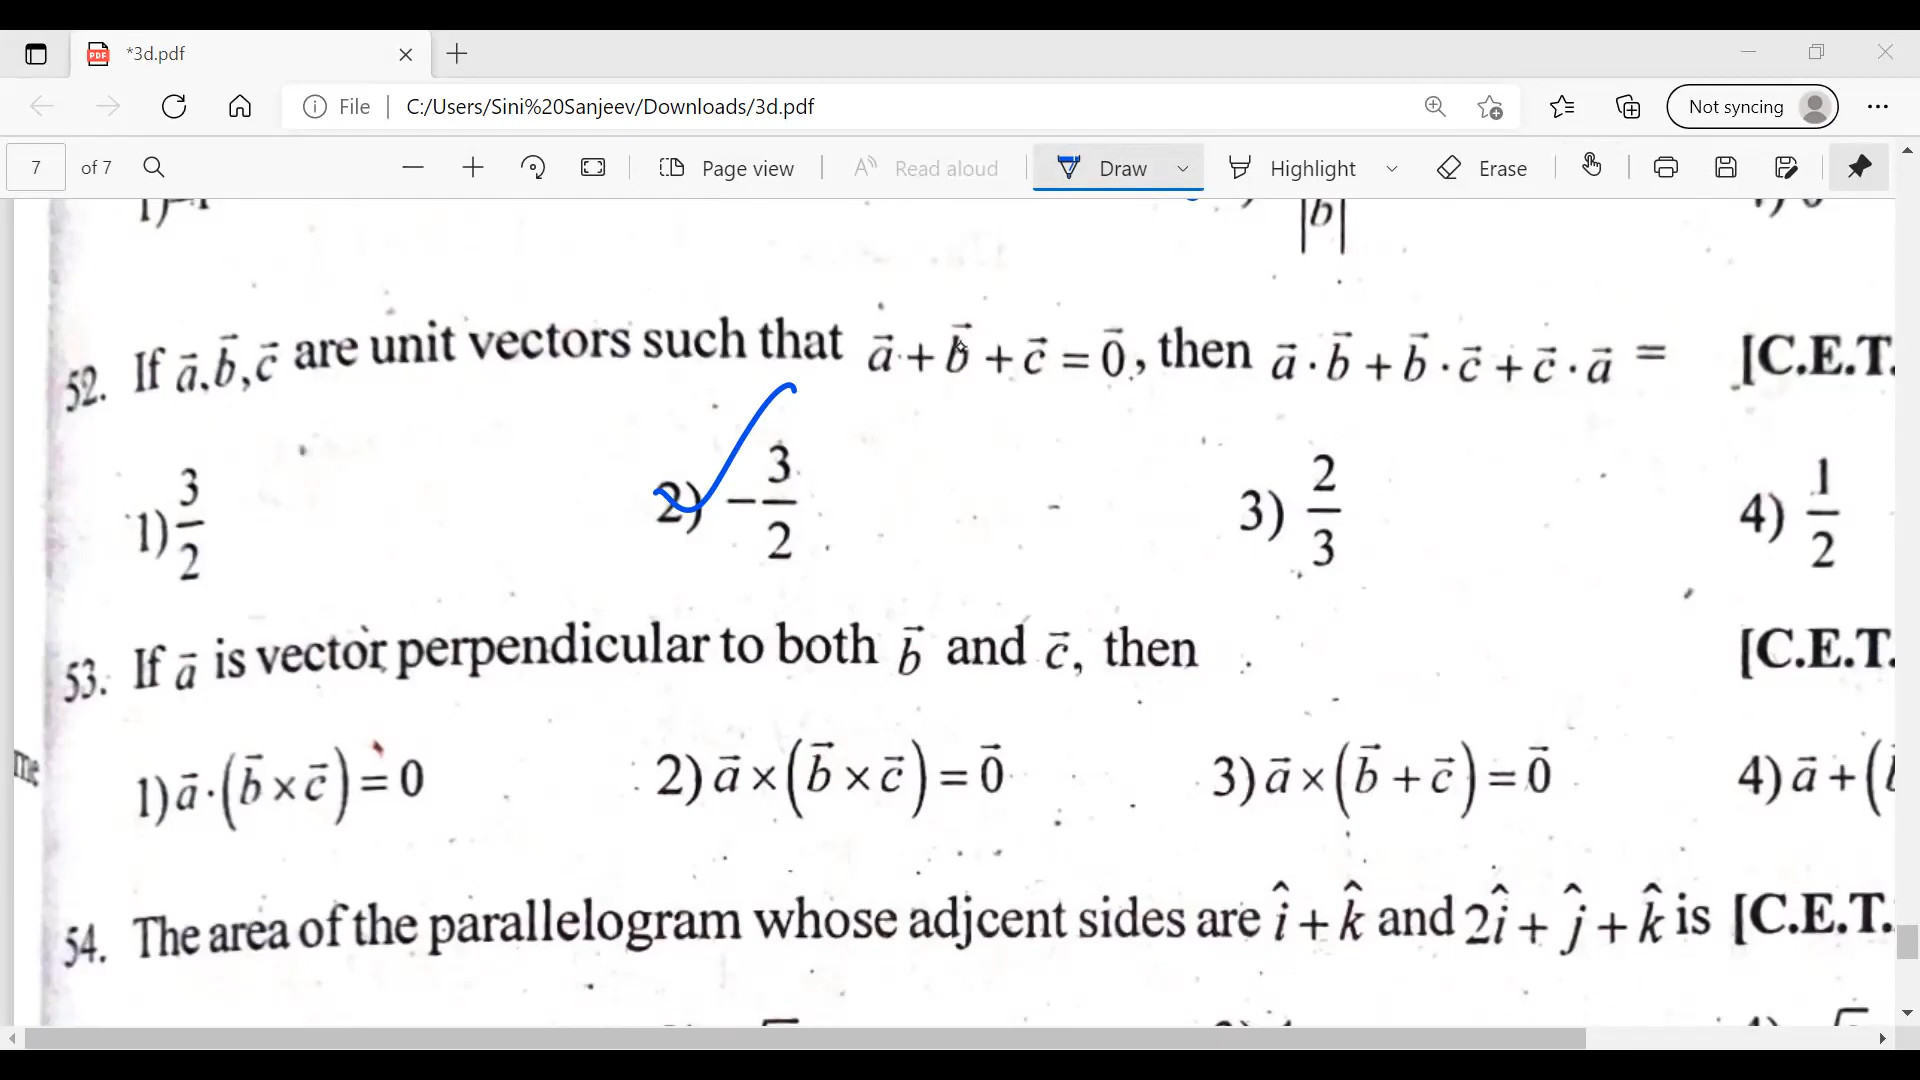 *3d.pdf
File C:/Users/Sini%20Sanjeev/Downloads/3d.pdf Not syncing
7 of 7 Page view Read aloud Draw Highlight Erase
|b|
52. If a⃗, b⃗, c⃗ are unit vectors such that a⃗ + b⃗ + c⃗ = 0⃗, then a⃗ · b⃗ + b⃗ · c⃗ + c⃗ · a⃗ = [C.E.T.
1) 3/2 2) -3/2 3) 2/3 4) 1/2
53. If a⃗ is vector perpendicular to both b⃗ and c⃗, then [C.E.T.
1) a⃗ · (b⃗ × c⃗) = 0 2) a⃗ × (b⃗ × c⃗) = 0⃗ 3) a⃗ × (b⃗ + c⃗) = 0⃗ 4) a⃗ + (
54. The area of the parallelogram whose adjcent sides are î + k̂ and 2î + ĵ + k̂ is [C.E.T.